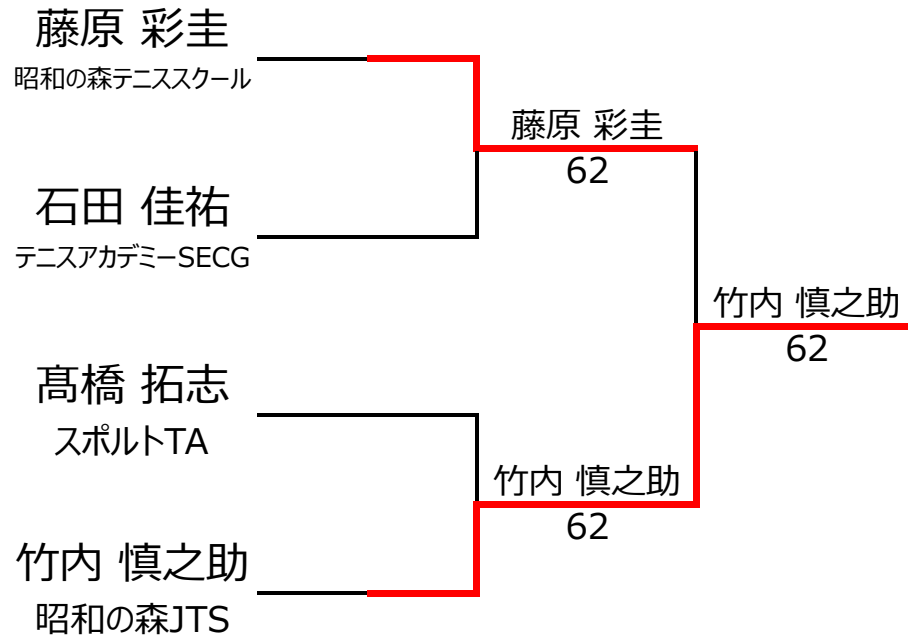 藤原 彩圭
昭和の森テニススクール
藤原 彩圭
62
石田 佳祐
テニスアカデミーSECG
竹内 慎之助
62
髙橋 拓志
スポルトTA
竹内 慎之助
62
竹内 慎之助
昭和の森JTS